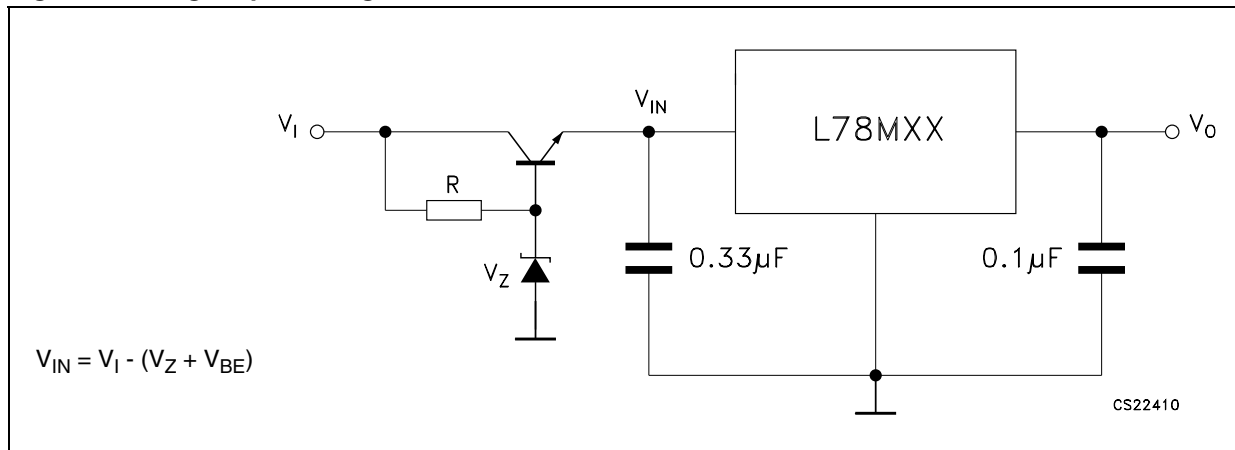 V_I
V_IN
L78MXX
V_O
R
V_Z
0.33µF
0.1µF
V_IN = V_I - (V_Z + V_BE)
CS22410